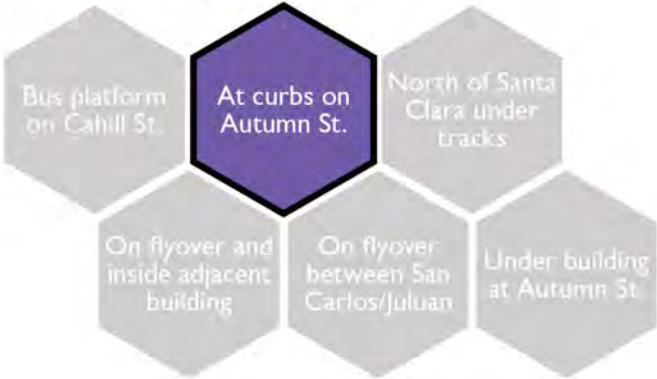 Bus platform
on Cahill St.
At curbs on
Autumn St.
North of Santa
Clara under
tracks
On flyover and
inside adjacent
building
On flyover
between San
Carlos/Juluan
Under building
at Autumn St.